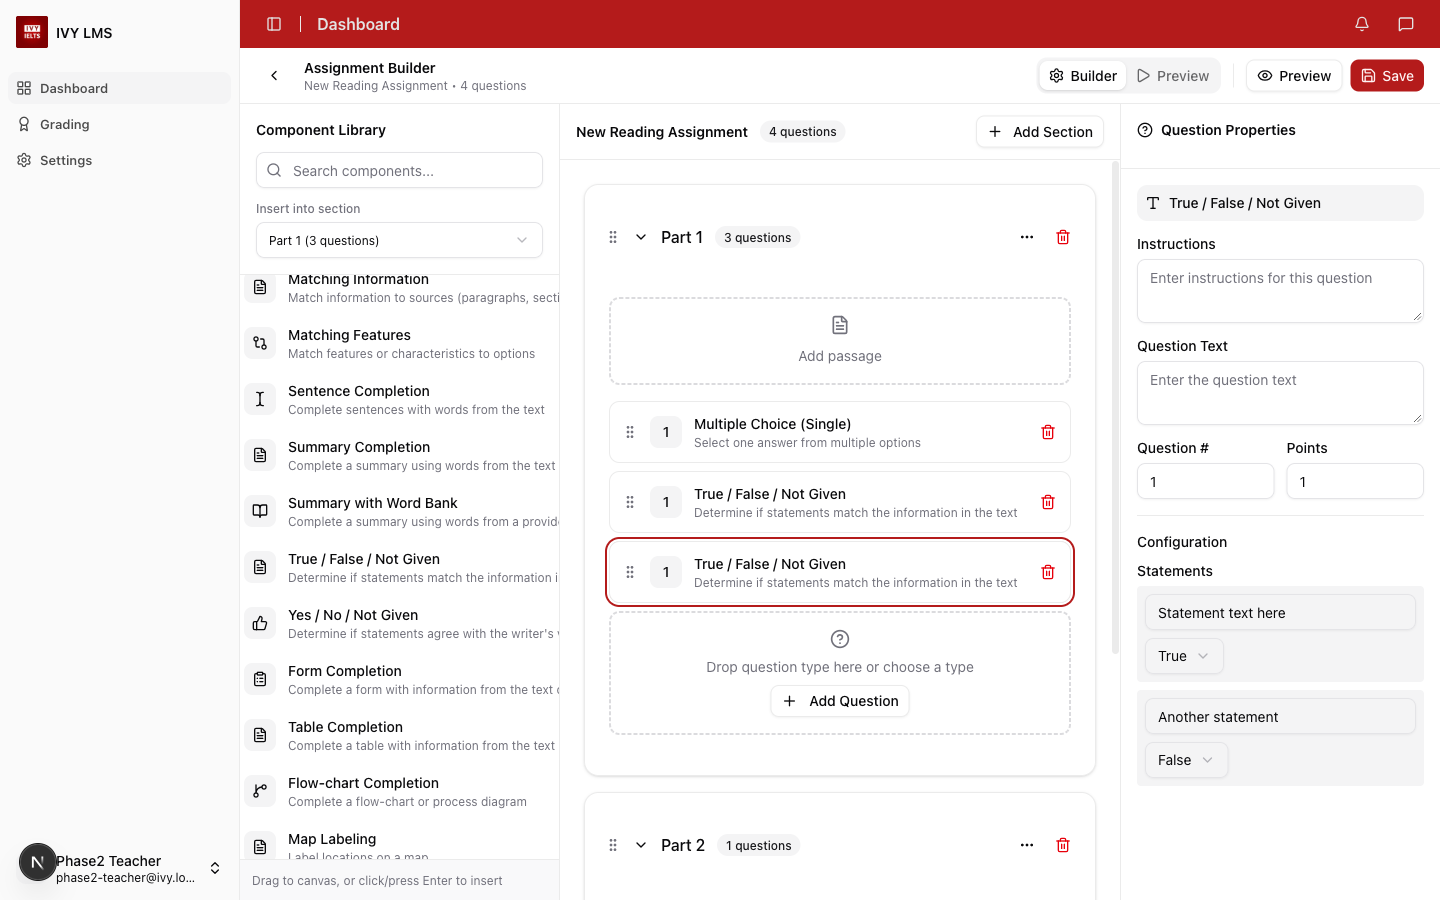 IVY IELTS
IVY LMS
Dashboard
Grading
Settings
N
Phase2 Teacher
phase2-teacher@ivy.lo...
Dashboard
Assignment Builder
New Reading Assignment • 4 questions
Builder
Preview
Preview
Save
Component Library
Search components...
Insert into section
Part 1 (3 questions)
Matching Information
Match information to sources (paragraphs, secti
Matching Features
Match features or characteristics to options
Sentence Completion
Complete sentences with words from the text
Summary Completion
Complete a summary using words from the text
Summary with Word Bank
Complete a summary using words from a provide
True / False / Not Given
Determine if statements match the information i
Yes / No / Not Given
Determine if statements agree with the writer's v
Form Completion
Complete a form with information from the text o
Table Completion
Complete a table with information from the text
Flow-chart Completion
Complete a flow-chart or process diagram
Map Labeling
Label locations on a map
Drag to canvas, or click/press Enter to insert
New Reading Assignment
4 questions
Add Section
Part 1
3 questions
Add passage
1
Multiple Choice (Single)
Select one answer from multiple options
1
True / False / Not Given
Determine if statements match the information in the text
1
True / False / Not Given
Determine if statements match the information in the text
Drop question type here or choose a type
Add Question
Part 2
1 questions
Question Properties
True / False / Not Given
Instructions
Enter instructions for this question
Question Text
Enter the question text
Question #
Points
1
1
Configuration
Statements
Statement text here
True
Another statement
False